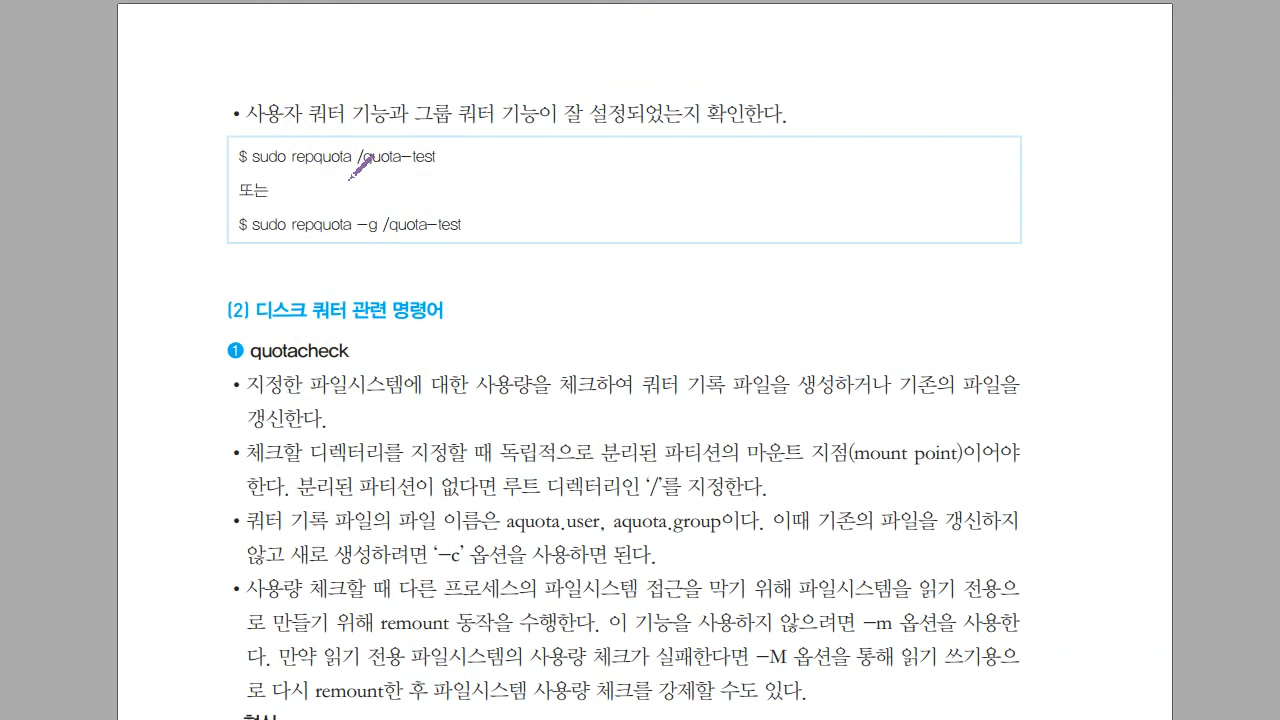 • 사용자 쿼터 기능과 그룹 쿼터 기능이 잘 설정되었는지 확인한다.
$ sudo repquota /quota-test
또는
$ sudo repquota -g /quota-test
(2) 디스크 쿼터 관련 명령어
1 quotacheck
• 지정한 파일시스템에 대한 사용량을 체크하여 쿼터 기록 파일을 생성하거나 기존의 파일을
갱신한다.
• 체크할 디렉터리를 지정할 때 독립적으로 분리된 파티션의 마운트 지점(mount point)이어야
한다. 분리된 파티션이 없다면 루트 디렉터리인 ‘/’를 지정한다.
• 쿼터 기록 파일의 파일 이름은 aquota.user, aquota.group이다. 이때 기존의 파일을 갱신하지
않고 새로 생성하려면 ‘-c’ 옵션을 사용하면 된다.
• 사용량 체크할 때 다른 프로세스의 파일시스템 접근을 막기 위해 파일시스템을 읽기 전용으
로 만들기 위해 remount 동작을 수행한다. 이 기능을 사용하지 않으려면 -m 옵션을 사용한
다. 만약 읽기 전용 파일시스템의 사용량 체크가 실패한다면 -M 옵션을 통해 읽기 쓰기용으
로 다시 remount한 후 파일시스템 사용량 체크를 강제할 수도 있다.